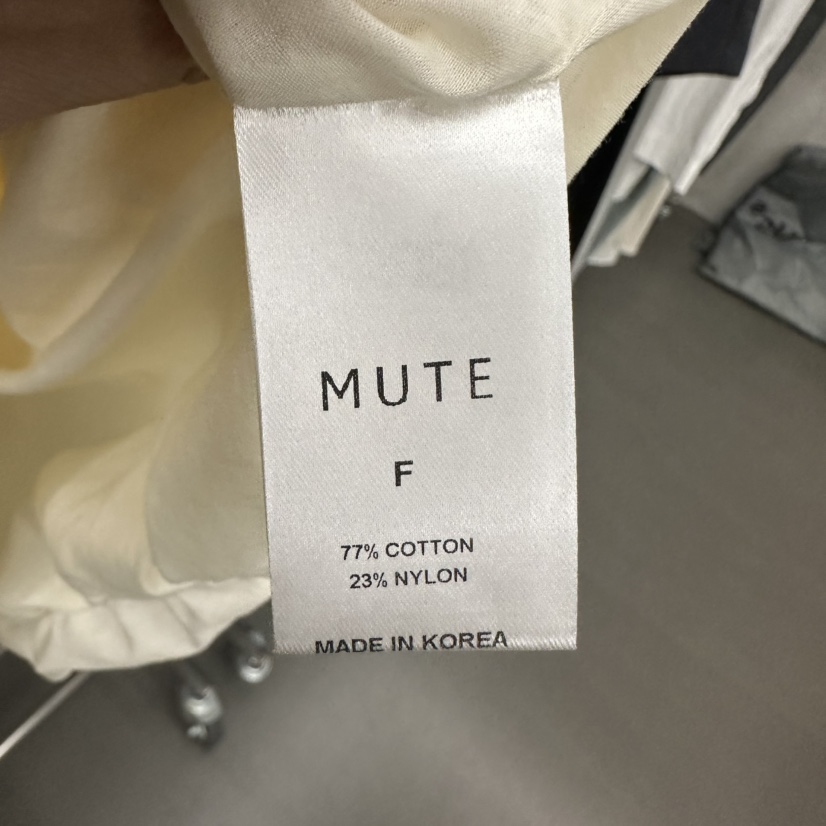 MUTE
F
77% COTTON
23% NYLON
MADE IN KOREA